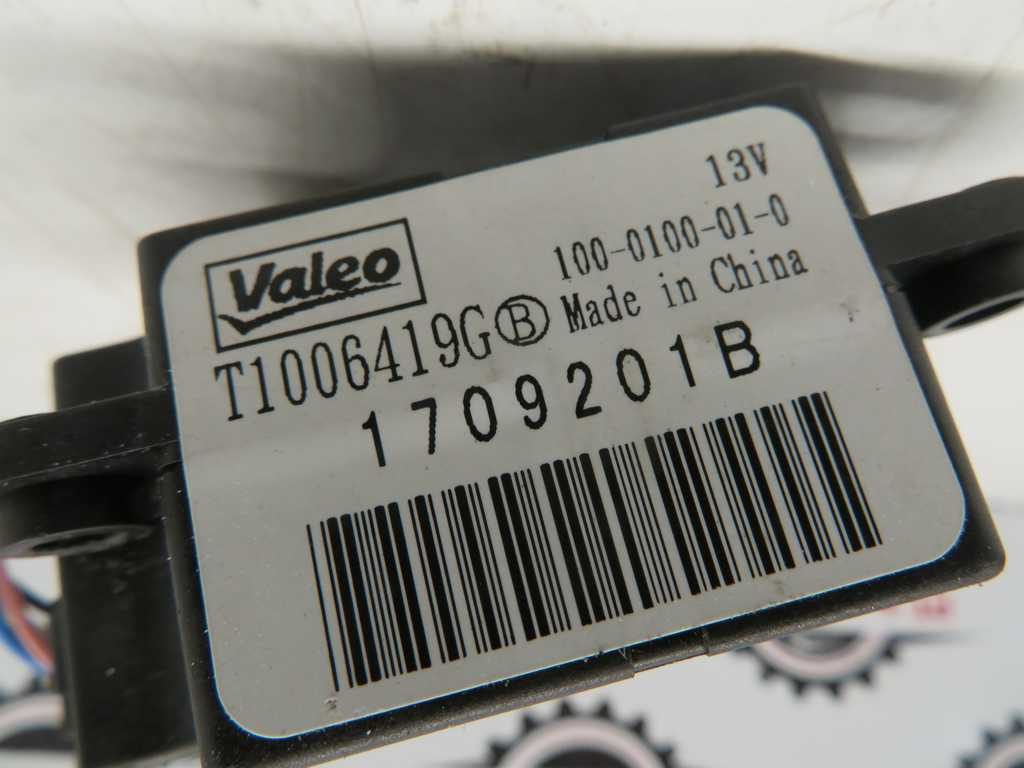 13V
Valeo
100-0100-01-0
T1006419G Ⓑ Made in China
1709201B